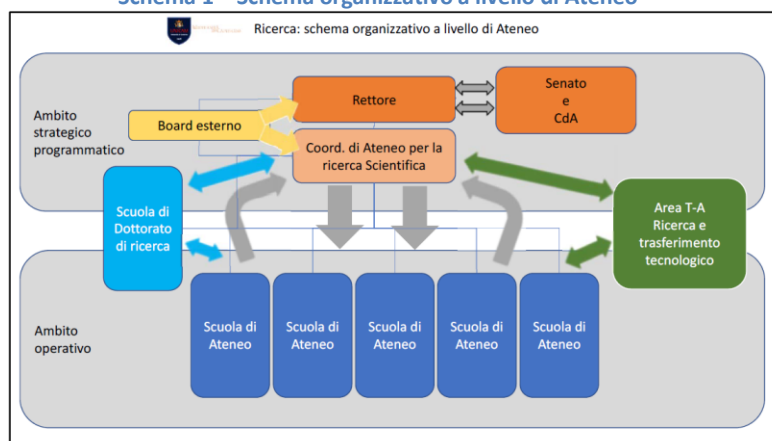 Schema 1 – Schema organizzativo a livello di Ateneo
Ricerca: schema organizzativo a livello di Ateneo
Ambito
strategico
programmatico
Board esterno
Rettore
Senato
e
CdA
Coord. di Ateneo per la
ricerca Scientifica
Scuola di
Dottorato
di ricerca
Area T-A
Ricerca e
trasferimento
tecnologico
Ambito
operativo
Scuola di
Ateneo
Scuola di
Ateneo
Scuola di
Ateneo
Scuola di
Ateneo
Scuola di
Ateneo